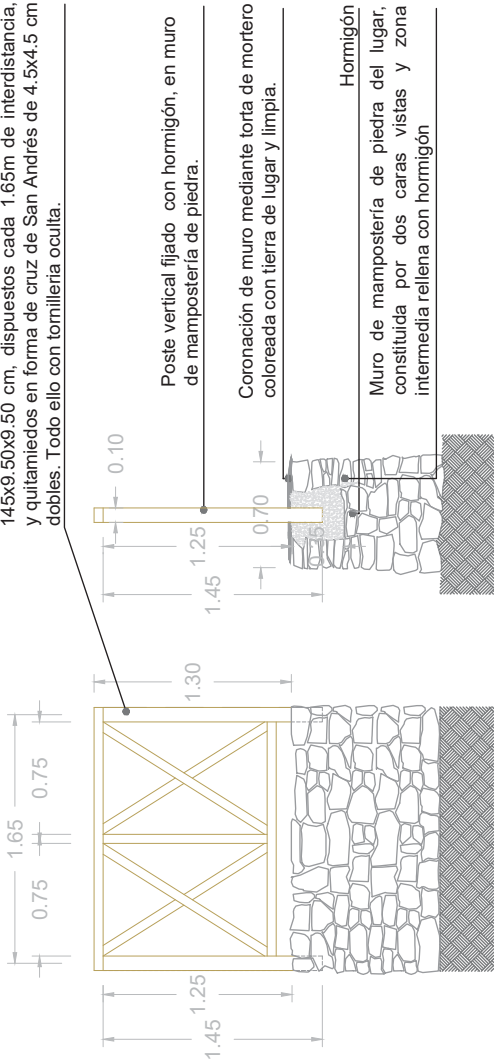 145x9.50x9.50 cm, dispuestos cada 1.65m de interdistancia,
y quitamiedos en forma de cruz de San Andrés de 4.5x4.5 cm
dobles. Todo ello con tornilleria oculta.
Poste vertical fijado con hormigón, en muro
de mampostería de piedra.
Coronación de muro mediante torta de mortero
coloreada con tierra de lugar y limpia.
Hormigón
Muro de mampostería de piedra del lugar,
constituida por dos caras vistas y zona
intermedia rellena con hormigón
0.10
1.25
1.45
0.70
0.25
1.30
0.75
1.65
0.75
1.25
1.45